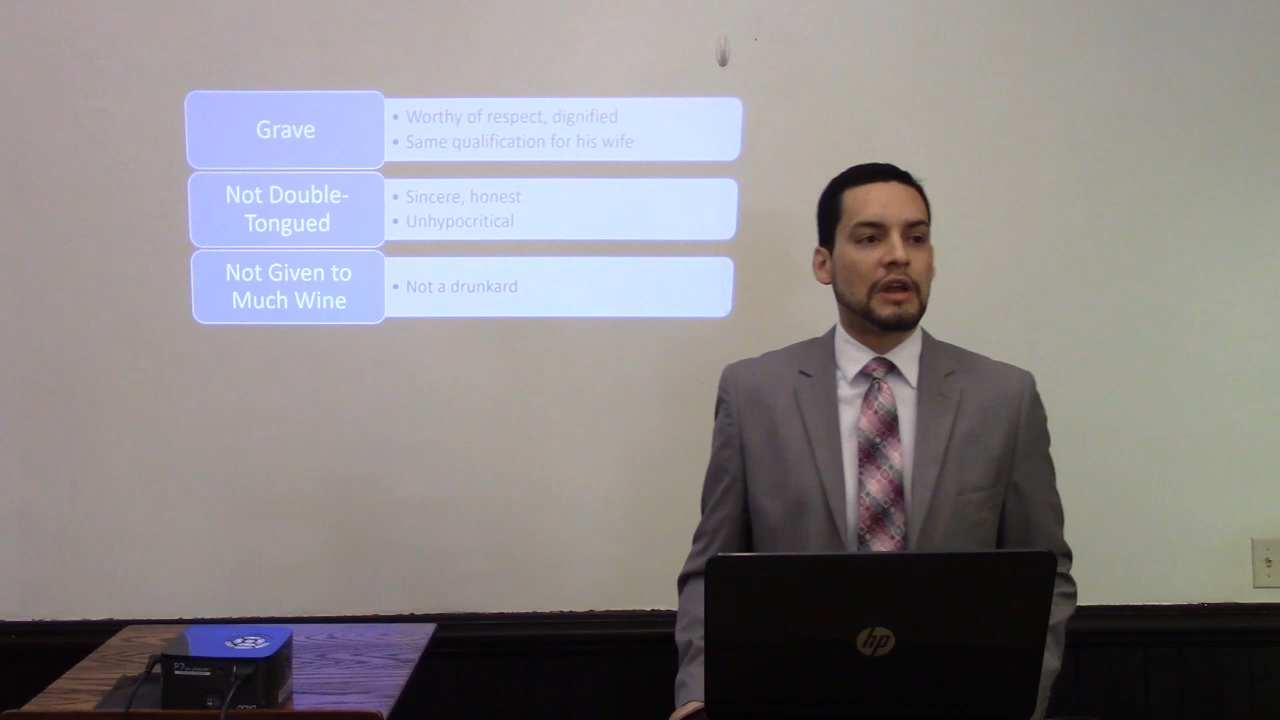 Grave
• Worthy of respect, dignified
• Same qualification for his wife
Not Double-
Tongued
• Sincere, honest
• Unhypocritical
Not Given to
Much Wine
• Not a drunkard
hp
P7